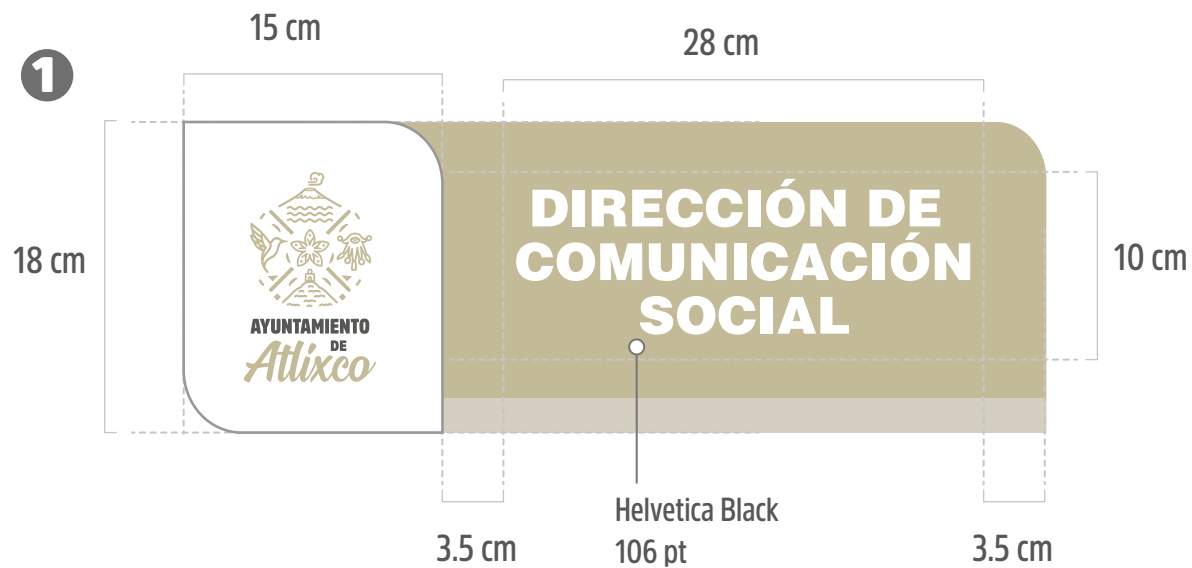 15 cm
28 cm
1
18 cm
10 cm
DIRECCIÓN DE
COMUNICACIÓN
SOCIAL
AYUNTAMIENTO
DE
Atlixco
Helvetica Black
106 pt
3.5 cm
3.5 cm